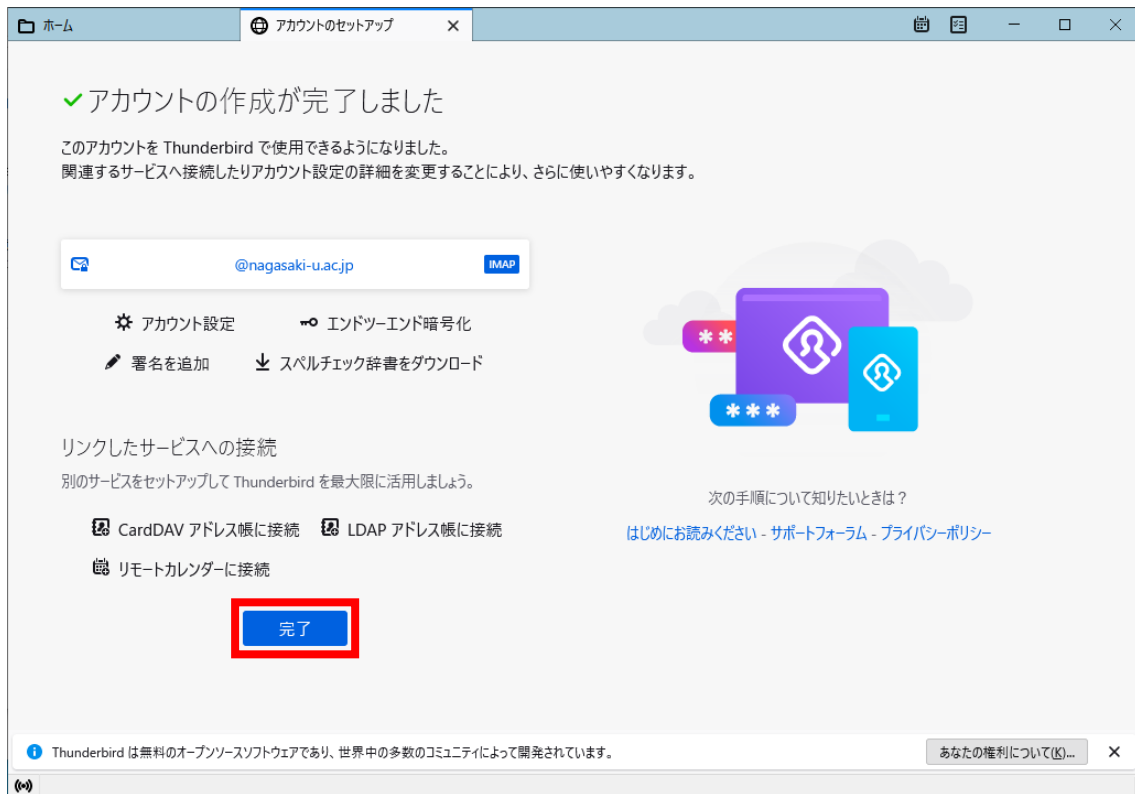 ホーム
アカウントのセットアップ
アカウントの作成が完了しました
このアカウントを Thunderbird で使用できるようになりました。
関連するサービスへ接続したりアカウント設定の詳細を変更することにより、さらに使いやすくなります。
@nagasaki-u.ac.jp IMAP
アカウント設定 エンドツーエンド暗号化
署名を追加 スペルチェック辞書をダウンロード
リンクしたサービスへの接続
別のサービスをセットアップして Thunderbird を最大限に活用しましょう。
CardDAV アドレス帳に接続 LDAP アドレス帳に接続
リモートカレンダーに接続
完了
***
***
次の手順について知りたいときは？
はじめにお読みください - サポートフォーラム - プライバシーポリシー
Thunderbird は無料のオープンソースソフトウェアであり、世界中の多数のコミュニティによって開発されています。
あなたの権利について(K)...